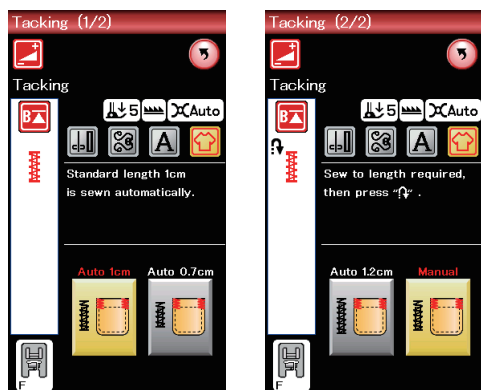 Tacking (1/2)
Tacking
5 Auto
B
A
Standard length 1cm
is sewn automatically.
Auto 1cm Auto 0.7cm
F
Tacking (2/2)
Tacking
5 Auto
B
A
Sew to length required,
then press “ ” .
Auto 1.2cm Manual
F